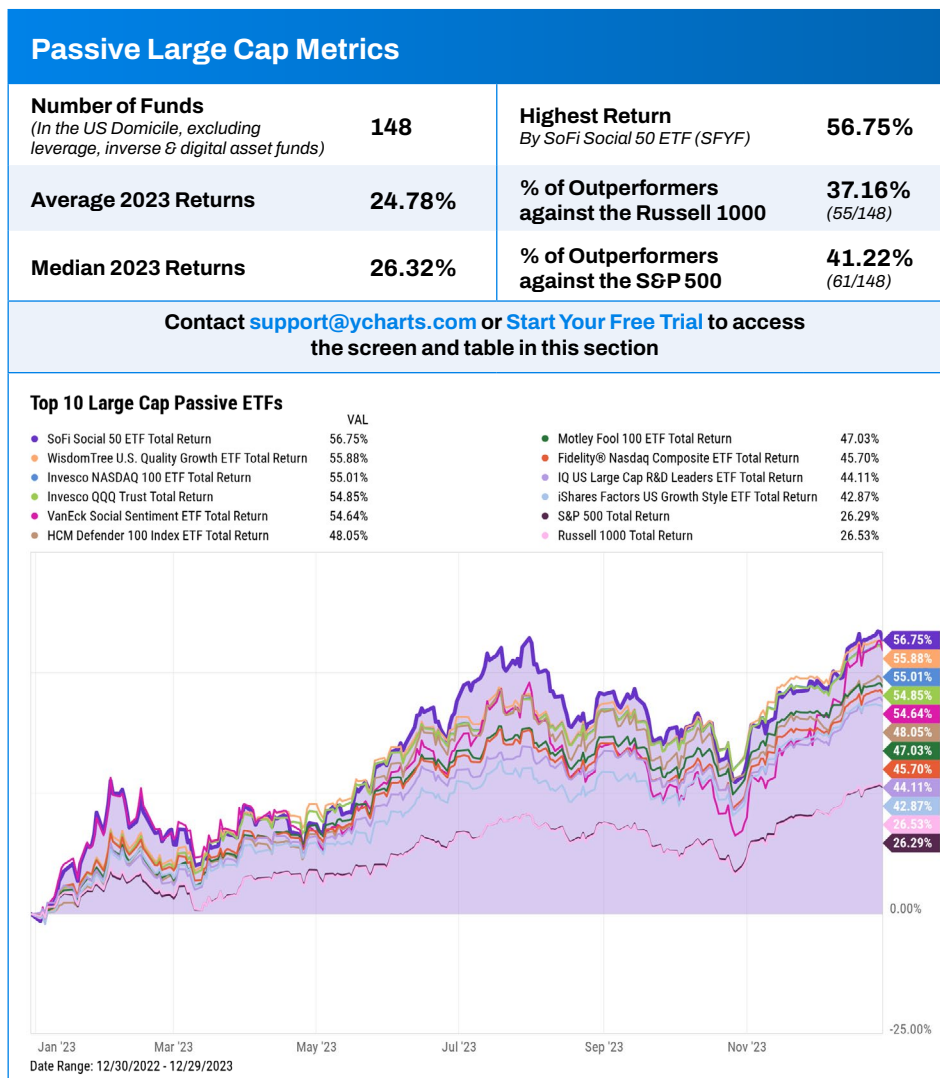 Passive Large Cap Metrics
Number of Funds
(In the US Domicile, excluding
leverage, inverse & digital asset funds)
148
Highest Return
By SoFi Social 50 ETF (SFYF)
56.75%
Average 2023 Returns
24.78%
% of Outperformers
against the Russell 1000
37.16%
(55/148)
Median 2023 Returns
26.32%
% of Outperformers
against the S&P 500
41.22%
(61/148)
Contact support@ycharts.com or Start Your Free Trial to access
the screen and table in this section
Top 10 Large Cap Passive ETFs
VAL
SoFi Social 50 ETF Total Return 56.75%
WisdomTree U.S. Quality Growth ETF Total Return 55.88%
Invesco NASDAQ 100 ETF Total Return 55.01%
Invesco QQQ Trust Total Return 54.85%
VanEck Social Sentiment ETF Total Return 54.64%
HCM Defender 100 Index ETF Total Return 48.05%
Motley Fool 100 ETF Total Return 47.03%
Fidelity® Nasdaq Composite ETF Total Return 45.70%
IQ US Large Cap R&D Leaders ETF Total Return 44.11%
iShares Factors US Growth Style ETF Total Return 42.87%
S&P 500 Total Return 26.29%
Russell 1000 Total Return 26.53%
56.75%
55.88%
55.01%
54.85%
54.64%
48.05%
47.03%
45.70%
44.11%
42.87%
26.53%
26.29%
0.00%
-25.00%
Jan '23 Mar '23 May '23 Jul '23 Sep '23 Nov '23
Date Range: 12/30/2022 - 12/29/2023